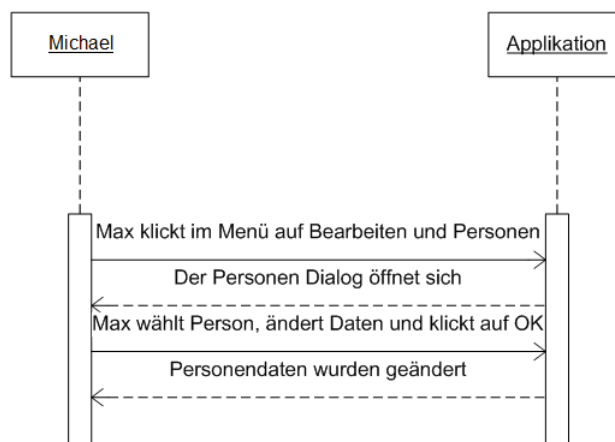 Michael
Applikation
Max klickt im Menü auf Bearbeiten und Personen
Der Personen Dialog öffnet sich
Max wählt Person, ändert Daten und klickt auf OK
Personendaten wurden geändert